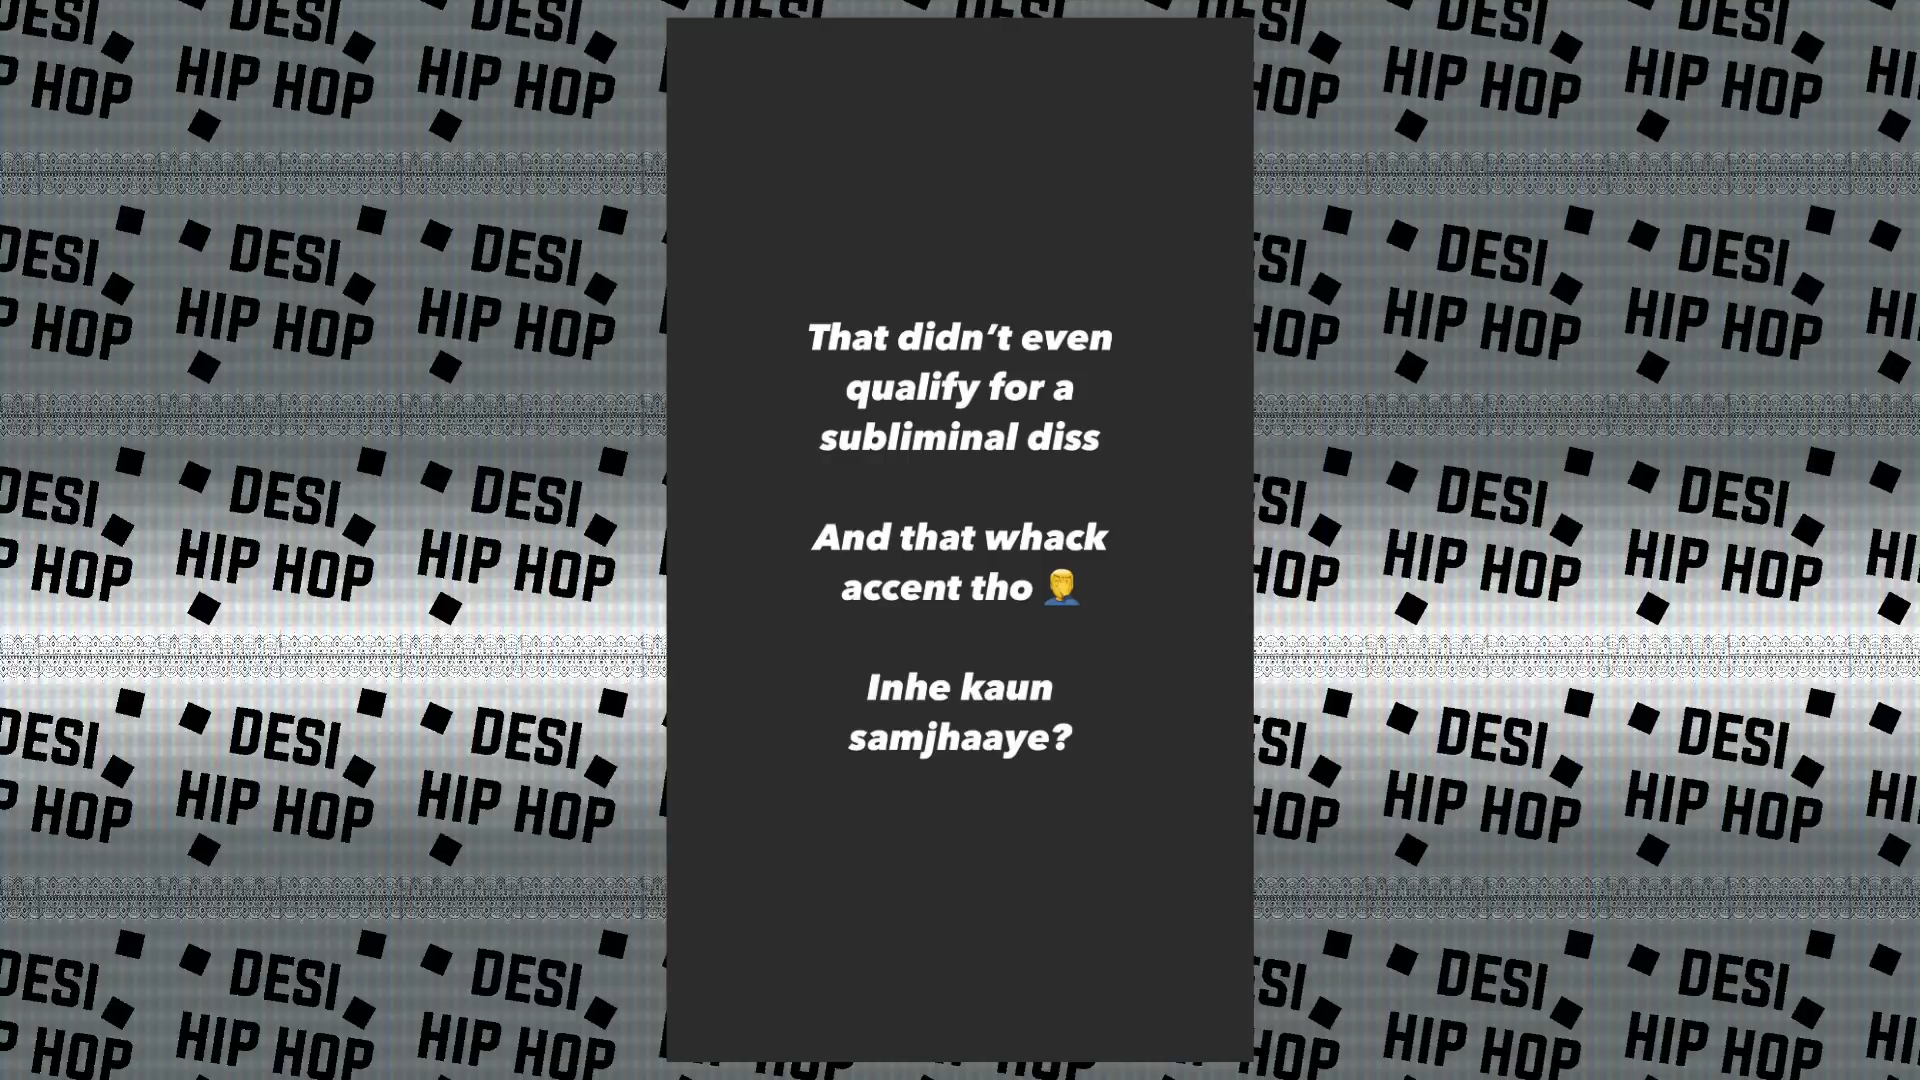 That didn’t even
qualify for a
subliminal diss
And that whack
accent tho 🤦‍♂️
Inhe kaun
samjhaaye?
DESI
HIP HOP